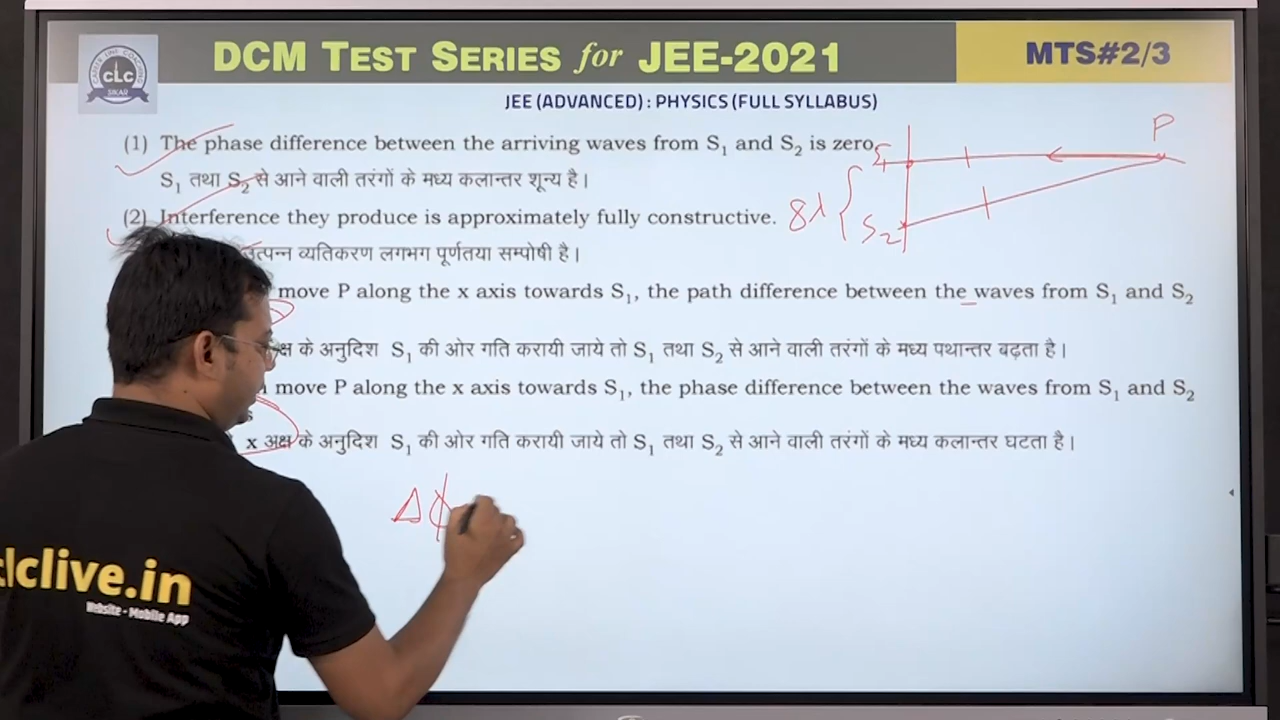 CAREER LINE COACHING
CLC
SIKAR
DCM TEST SERIES for JEE-2021
MTS#2/3
JEE (ADVANCED) : PHYSICS (FULL SYLLABUS)
(1) The phase difference between the arriving waves from S₁ and S₂ is zero.
S₁ तथा S₂ से आने वाली तरंगों के मध्य कलान्तर शून्य है।
(2) Interference they produce is approximately fully constructive.
उत्पन्न व्यतिकरण लगभग पूर्णतया सम्पोषी है।
move P along the x axis towards S₁, the path difference between the waves from S₁ and S₂
के अनुदिश S₁ की ओर गति करायी जाये तो S₁ तथा S₂ से आने वाली तरंगों के मध्य पथान्तर बढ़ता है।
move P along the x axis towards S₁, the phase difference between the waves from S₁ and S₂
x अक्ष के अनुदिश S₁ की ओर गति करायी जाये तो S₁ तथा S₂ से आने वाली तरंगों के मध्य कलान्तर घटता है।
P
S₁
8λ
S₂
Δϕ
clclive.in
Website - Mobile App